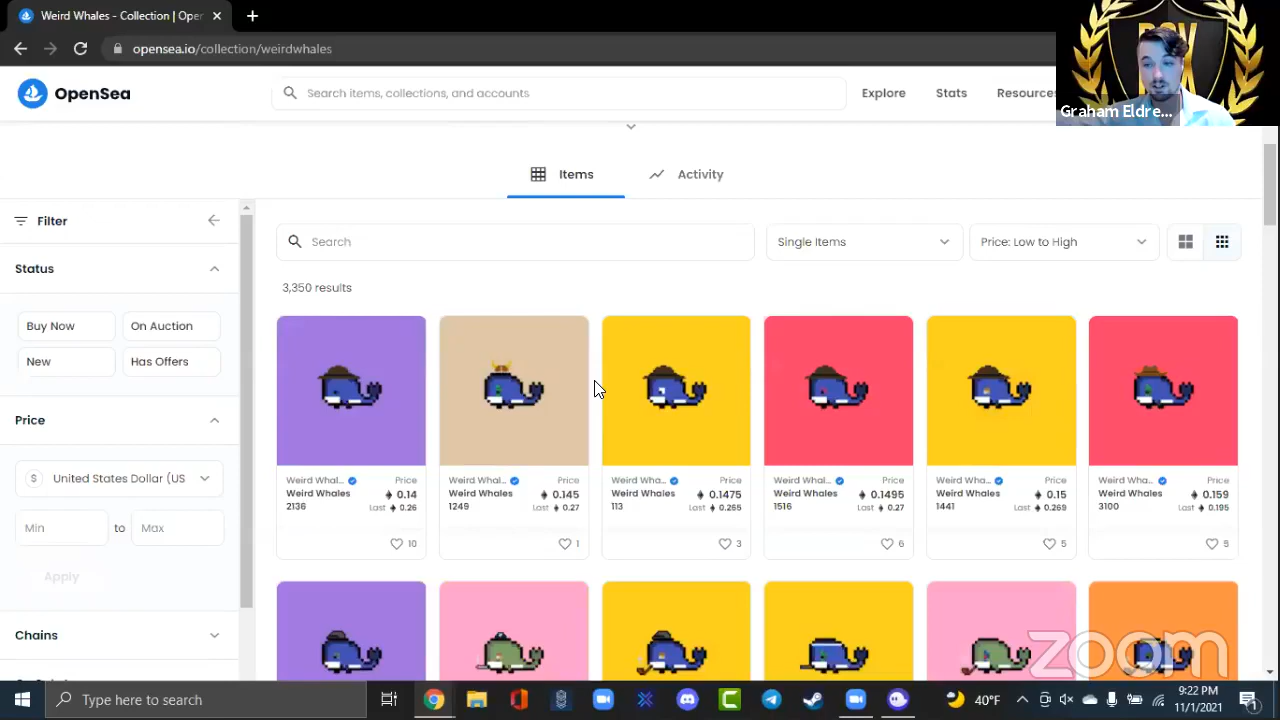 Weird Whales - Collection | Open
opensea.io/collection/weirdwhales
OpenSea
Search items, collections, and accounts
Explore
Stats
Resources
Graham Eldre...
Items
Activity
Filter
Search
Single Items
Price: Low to High
Status
3,350 results
Buy Now
On Auction
New
Has Offers
Price
United States Dollar (US
Min
to
Max
Apply
Chains
Weird Whal...
Price
Weird Whales
0.14
2136
Last 0.26
10
Weird Whal...
Price
Weird Whales
0.145
1249
Last 0.27
1
Weird Wha...
Price
Weird Whales
0.1475
113
Last 0.265
3
Weird Whal...
Price
Weird Whales
0.1495
1516
Last 0.27
6
Weird Wha...
Price
Weird Whales
0.15
1441
Last 0.269
5
Weird Wha...
Price
Weird Whales
0.159
3100
Last 0.195
5
zoom
Type here to search
40°F
9:22 PM
11/1/2021
1